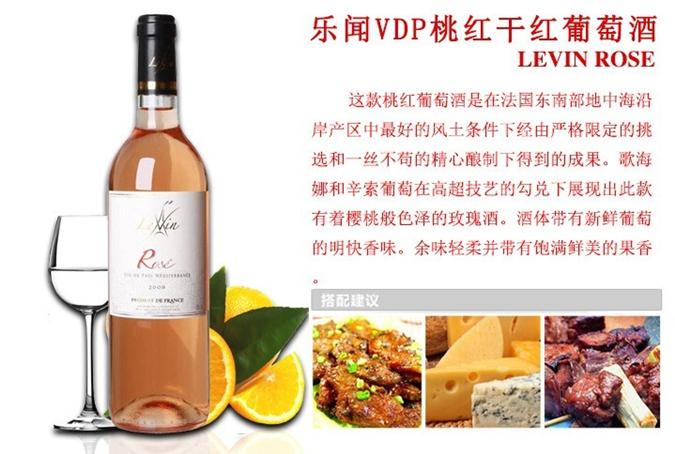 乐闻VDP桃红干红葡萄酒
LEVIN ROSE
这款桃红葡萄酒是在法国东南部地中海沿
岸产区中最好的风土条件下经由严格限定的挑
选和一丝不苟的精心酿制下得到的成果。歌海
娜和辛索葡萄在高超技艺的勾兑下展现出此款
有着樱桃般色泽的玫瑰酒。酒体带有新鲜葡萄
的明快香味。余味轻柔并带有饱满鲜美的果香
。
搭配建议
LeVin
Rosé
VIN DE PAYS MÉDITERRANÉE
2009
PRODUIT DE FRANCE